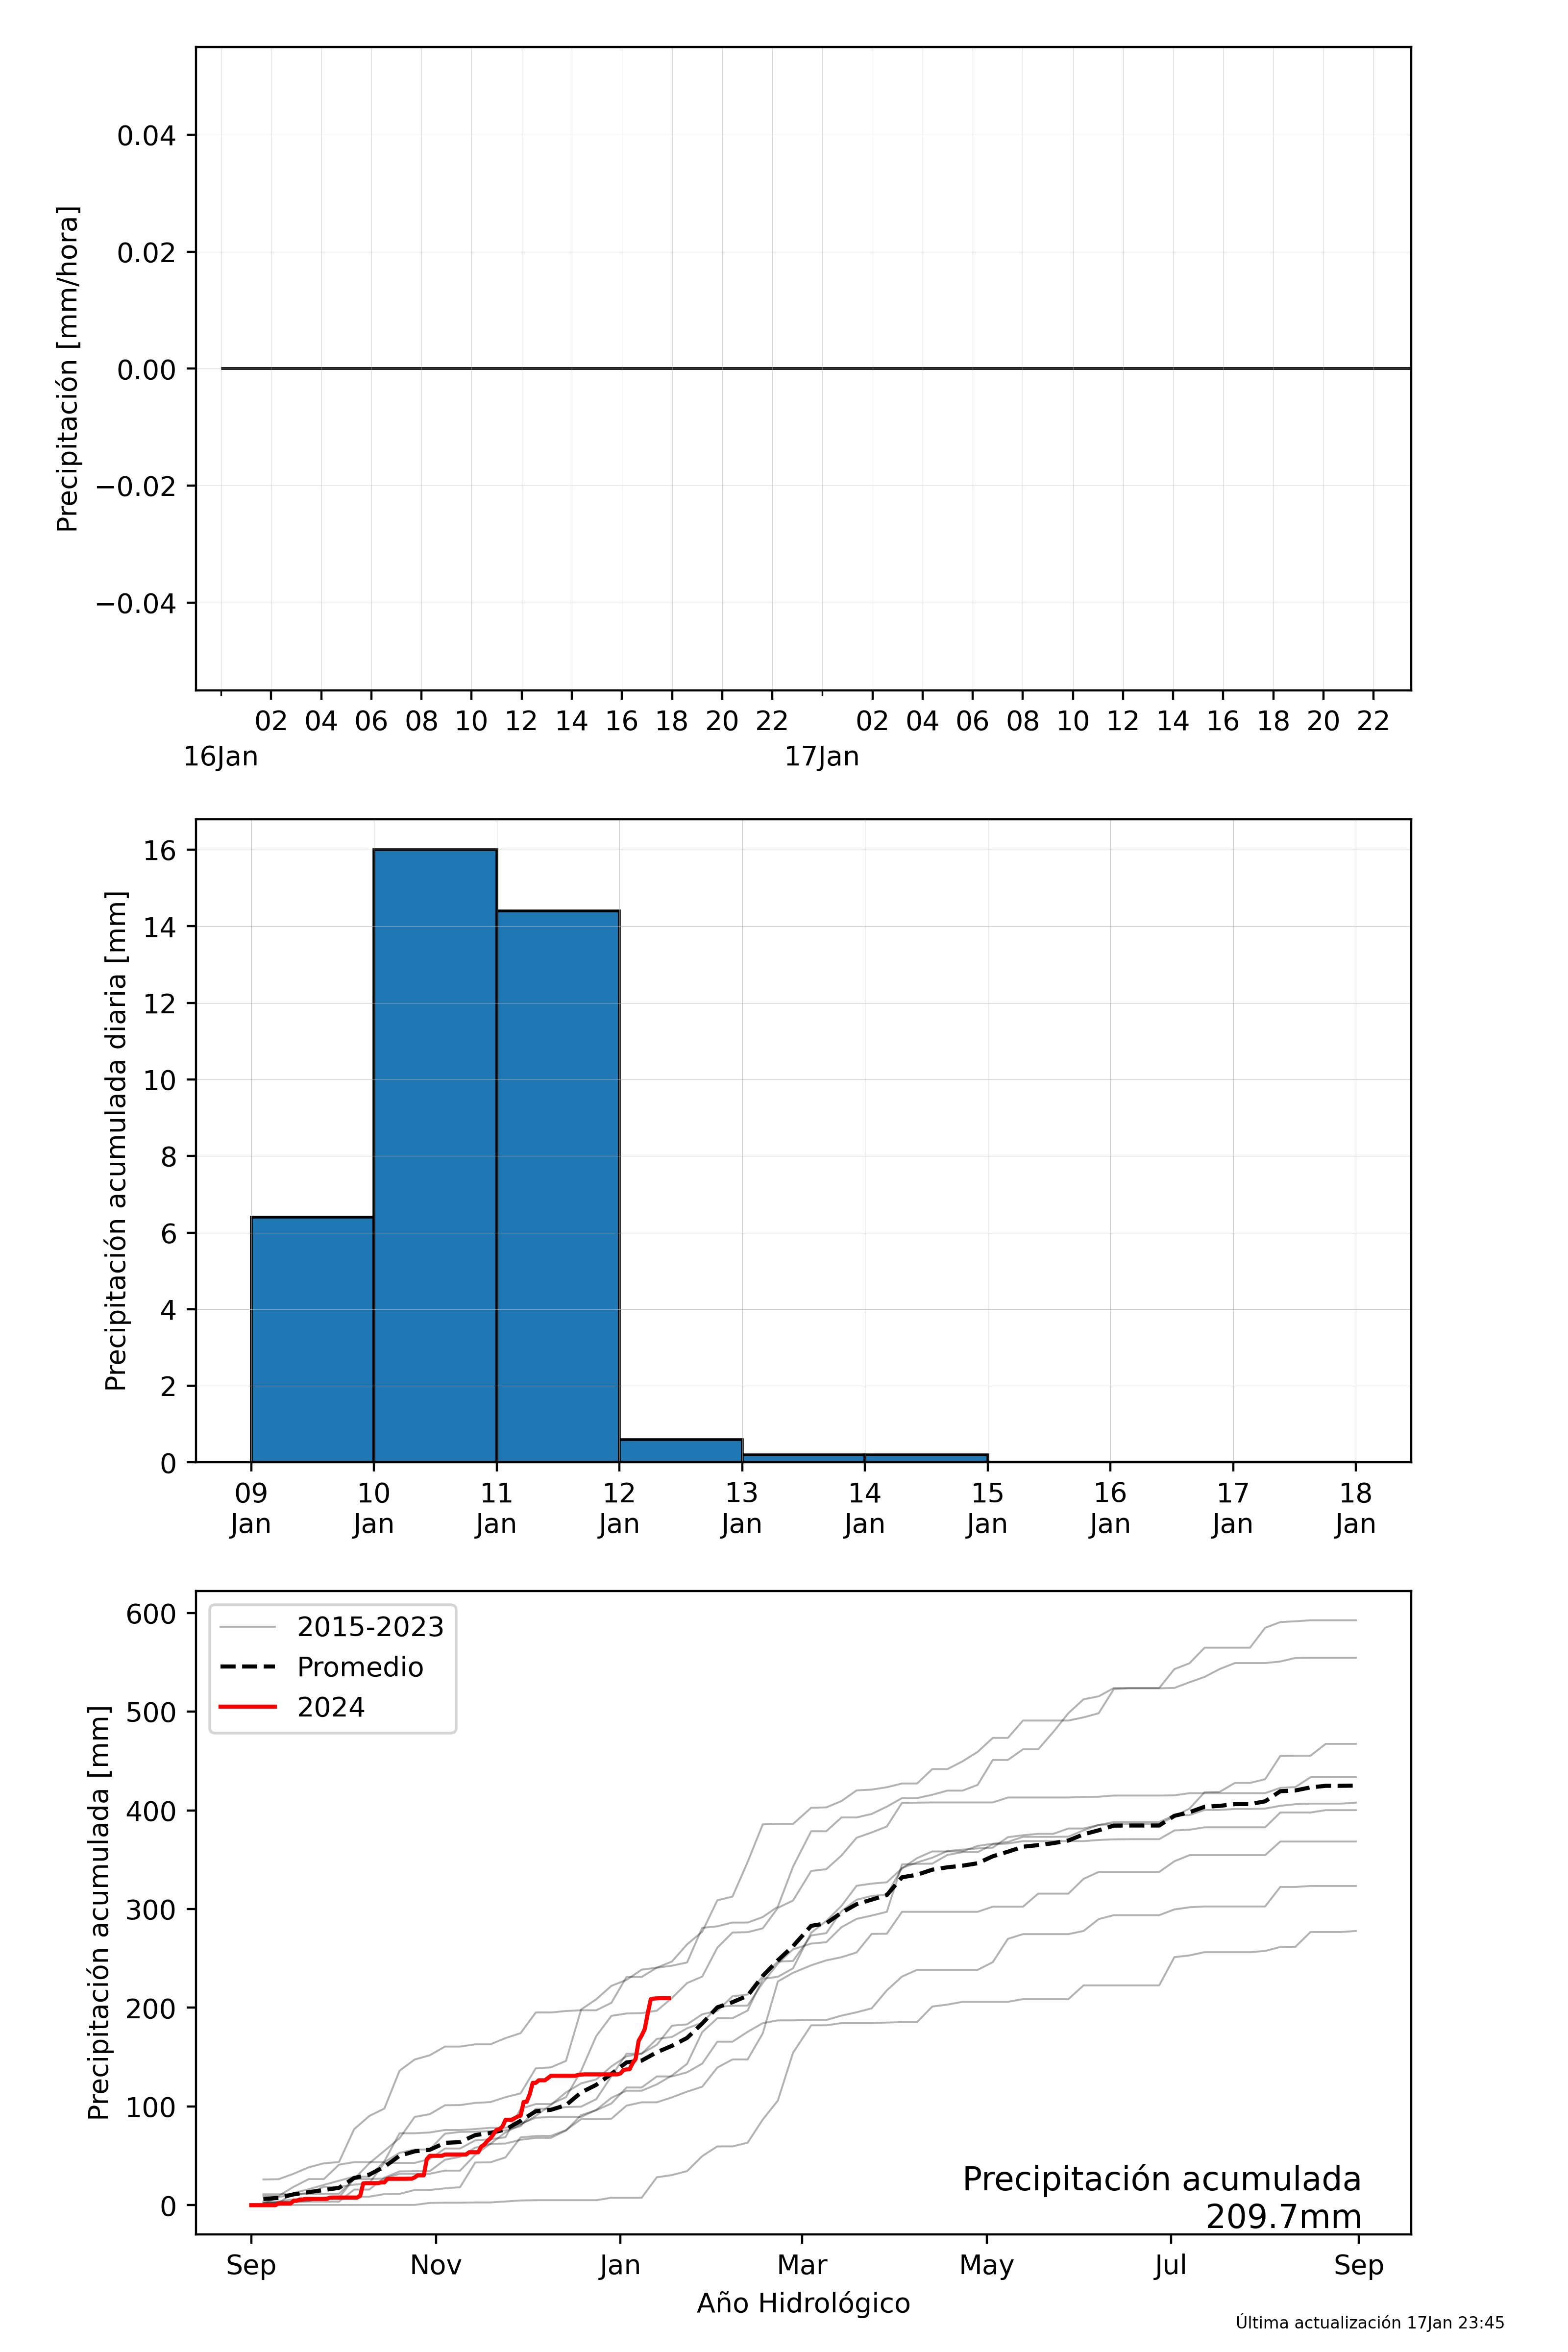 Precipitación [mm/hora]
0.04
0.02
0.00
−0.02
−0.04
02 04 06 08 10 12 14 16 18 20 22 02 04 06 08 10 12 14 16 18 20 22
16Jan 17Jan
Precipitación acumulada diaria [mm]
16
14
12
10
8
6
4
2
0
09 10 11 12 13 14 15 16 17 18
Jan Jan Jan Jan Jan Jan Jan Jan Jan Jan
Precipitación acumulada [mm]
600
500
400
300
200
100
0
2015-2023
Promedio
2024
Precipitación acumulada
209.7mm
Sep Nov Jan Mar May Jul Sep
Año Hidrológico
Última actualización 17Jan 23:45